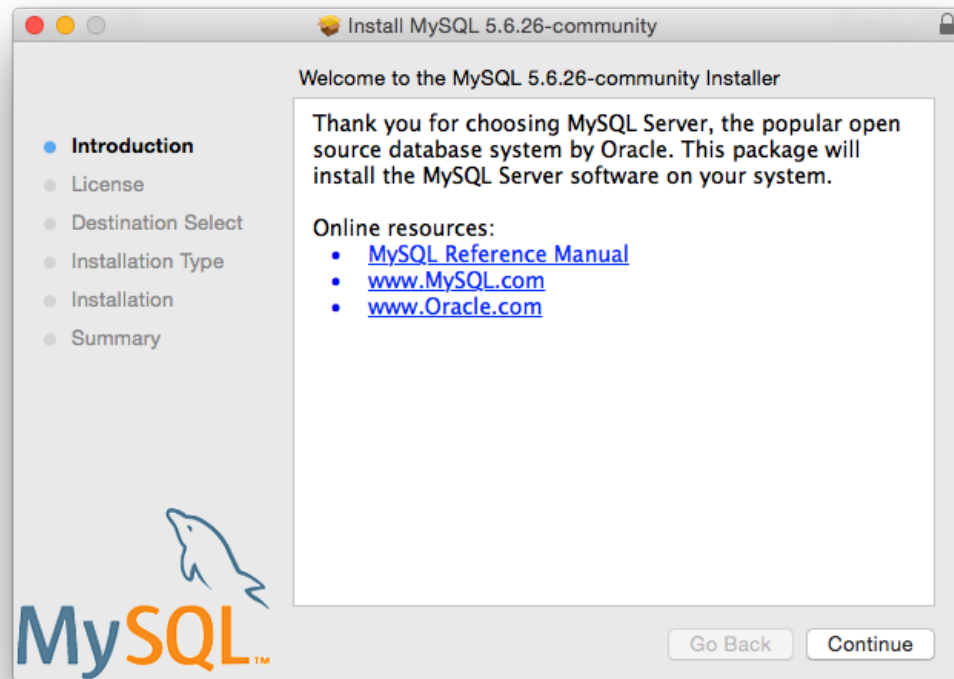 Install MySQL 5.6.26-community
Welcome to the MySQL 5.6.26-community Installer
Introduction
License
Destination Select
Installation Type
Installation
Summary
Thank you for choosing MySQL Server, the popular open
source database system by Oracle. This package will
install the MySQL Server software on your system.
Online resources:
• MySQL Reference Manual
• www.MySQL.com
• www.Oracle.com
MySQL™
Go Back
Continue